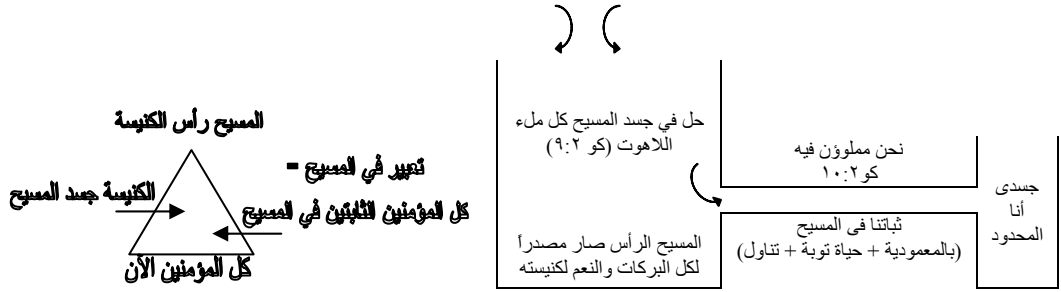 المسيح رأس الكنيسة
تعبير في المسيح =
كل المؤمنين الثابتين في المسيح
الكنيسة جسد المسيح
كل المؤمنين الآن
حل في جسد المسيح كل ملء
اللاهوت (كو ٩:٢)
المسيح الرأس صار مصدراً
لكل البركات والنعم لكنيسته
نحن مملوؤن فيه
كو١٠:٢
ثباتنا فى المسيح
(بالمعمودية + حياة توبة + تناول)
جسدى
أنا
المحدود